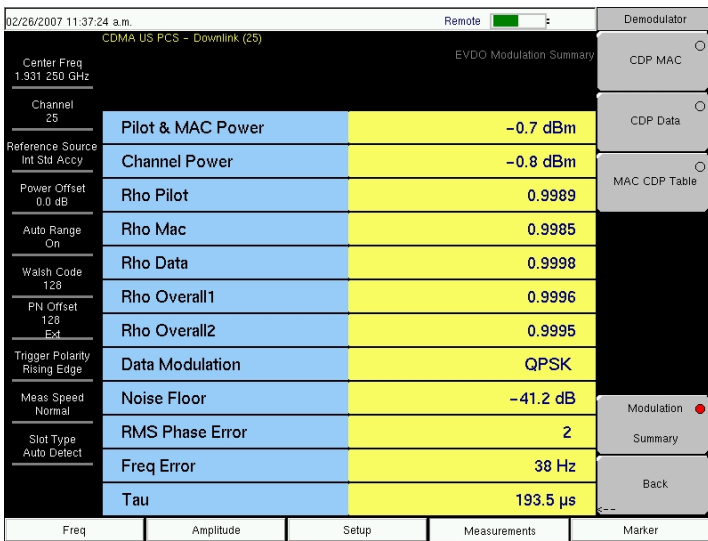 02/26/2007 11:37:24 a.m.
Remote
Demodulator
CDMA US PCS - Downlink (25)
EVDO Modulation Summary
Center Freq
1.931 250 GHz
Channel
25
Reference Source
Int Std Accy
Power Offset
0.0 dB
Auto Range
On
Walsh Code
128
PN Offset
128
Ext
Trigger Polarity
Rising Edge
Meas Speed
Normal
Slot Type
Auto Detect
Pilot & MAC Power -0.7 dBm
Channel Power -0.8 dBm
Rho Pilot 0.9989
Rho Mac 0.9985
Rho Data 0.9998
Rho Overall1 0.9996
Rho Overall2 0.9995
Data Modulation QPSK
Noise Floor -41.2 dB
RMS Phase Error 2
Freq Error 38 Hz
Tau 193.5 µs
CDP MAC
CDP Data
MAC CDP Table
Modulation
Summary
Back
<--
Freq
Amplitude
Setup
Measurements
Marker